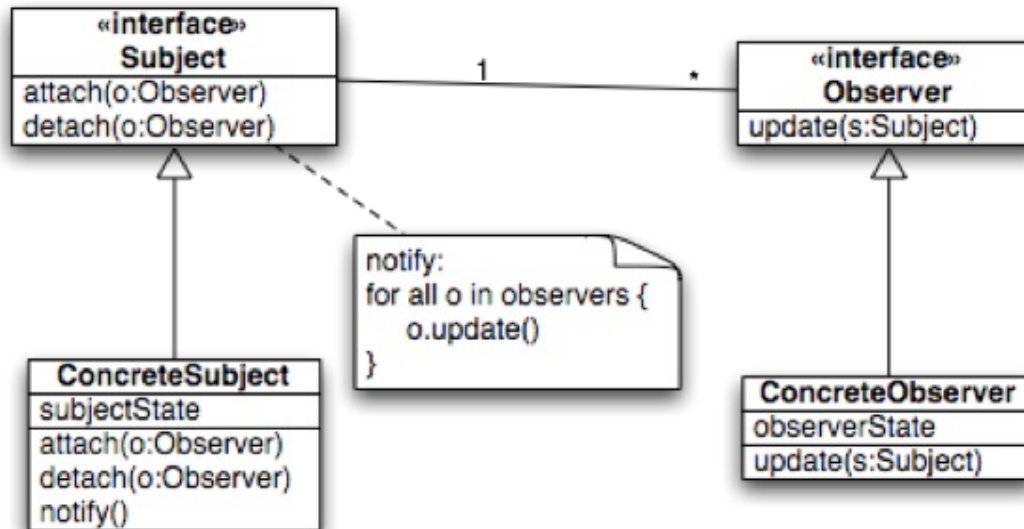 «interface»
Subject
attach(o:Observer)
detach(o:Observer)
1
*
«interface»
Observer
update(s:Subject)
notify:
for all o in observers {
o.update()
}
ConcreteSubject
subjectState
attach(o:Observer)
detach(o:Observer)
notify()
ConcreteObserver
observerState
update(s:Subject)